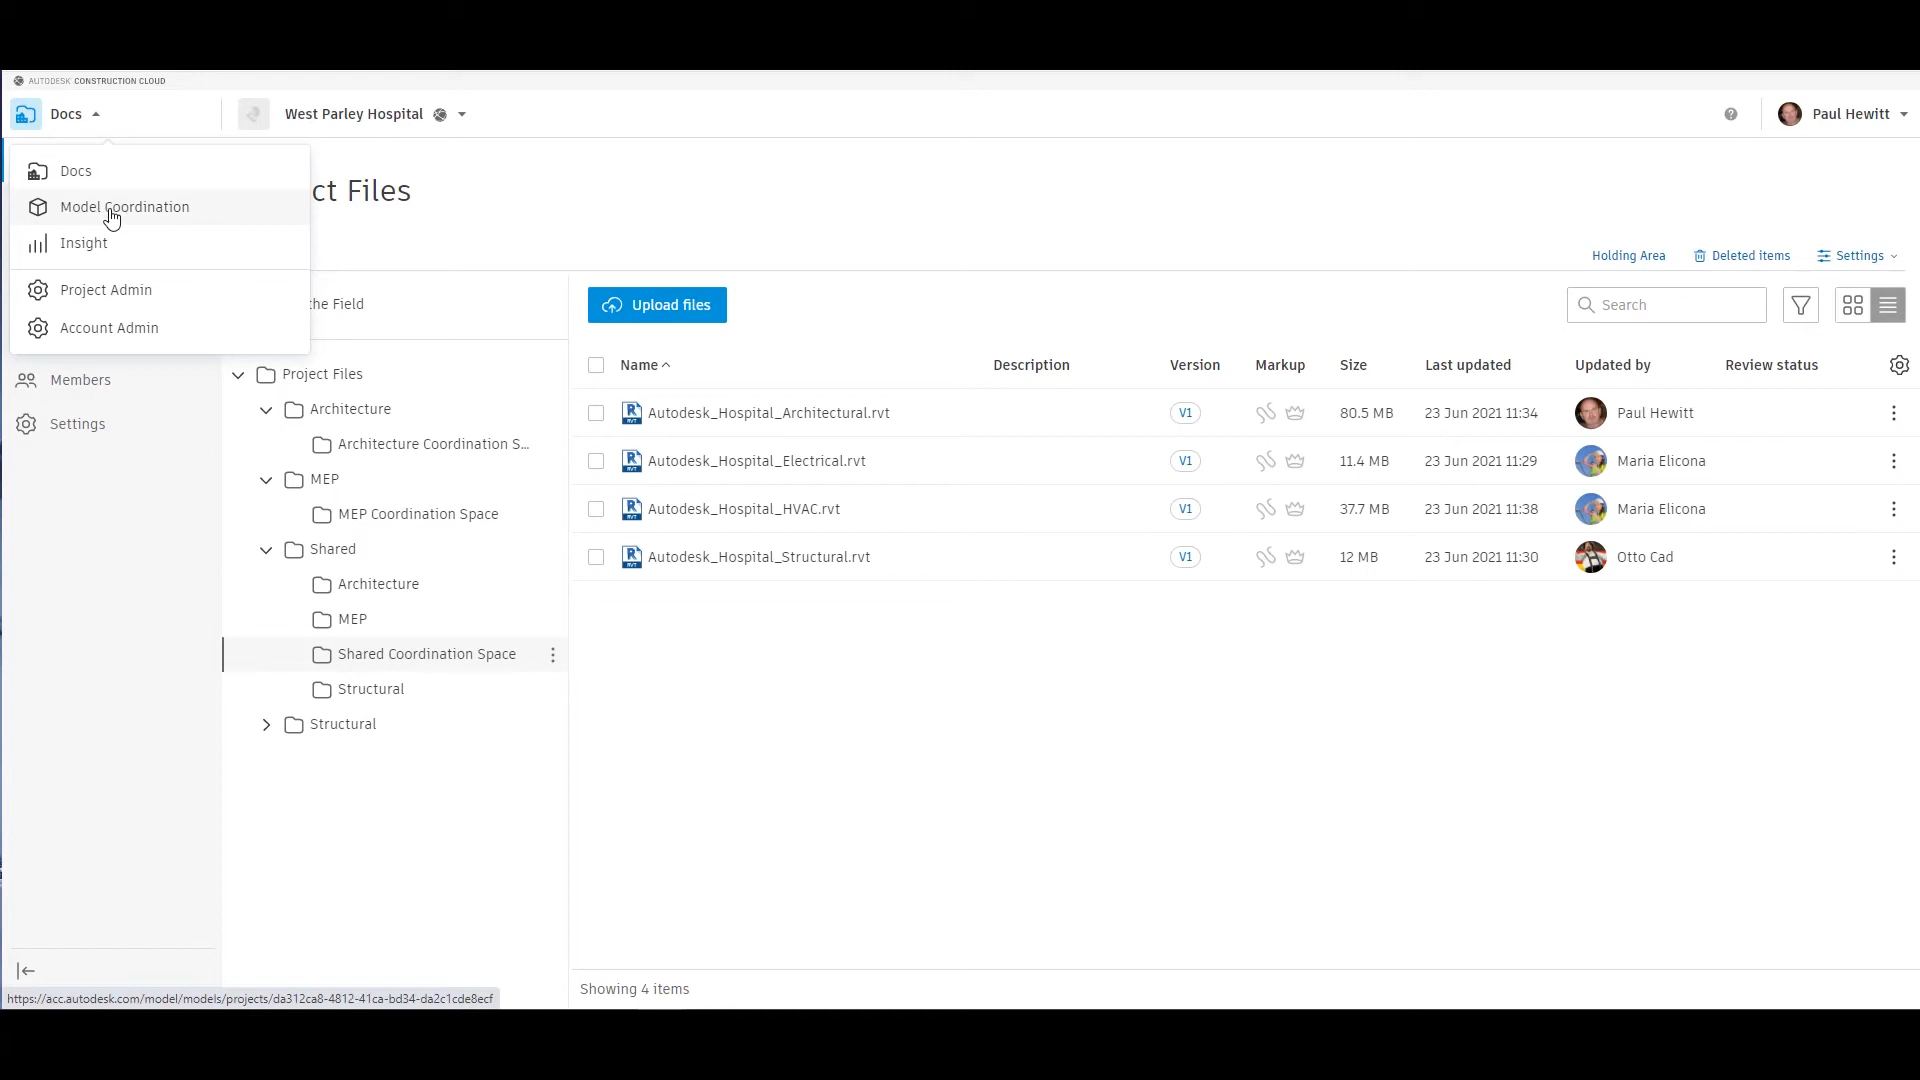 AUTODESK CONSTRUCTION CLOUD
Docs
West Parley Hospital
Paul Hewitt
Docs
Model Coordination
Insight
Project Admin
Account Admin
Members
Settings
ct Files
Holding Area
Deleted items
Settings
the Field
Project Files
Architecture
Architecture Coordination S...
MEP
MEP Coordination Space
Shared
Architecture
MEP
Shared Coordination Space
Structural
Structural
Upload files
Search
Name Description Version Markup Size Last updated Updated by Review status
Autodesk_Hospital_Architectural.rvt V1 80.5 MB 23 Jun 2021 11:34 Paul Hewitt
Autodesk_Hospital_Electrical.rvt V1 11.4 MB 23 Jun 2021 11:29 Maria Elicona
Autodesk_Hospital_HVAC.rvt V1 37.7 MB 23 Jun 2021 11:38 Maria Elicona
Autodesk_Hospital_Structural.rvt V1 12 MB 23 Jun 2021 11:30 Otto Cad
Showing 4 items
https://acc.autodesk.com/model/models/projects/da312ca8-4812-41ca-bd34-da2c1cde8ecf